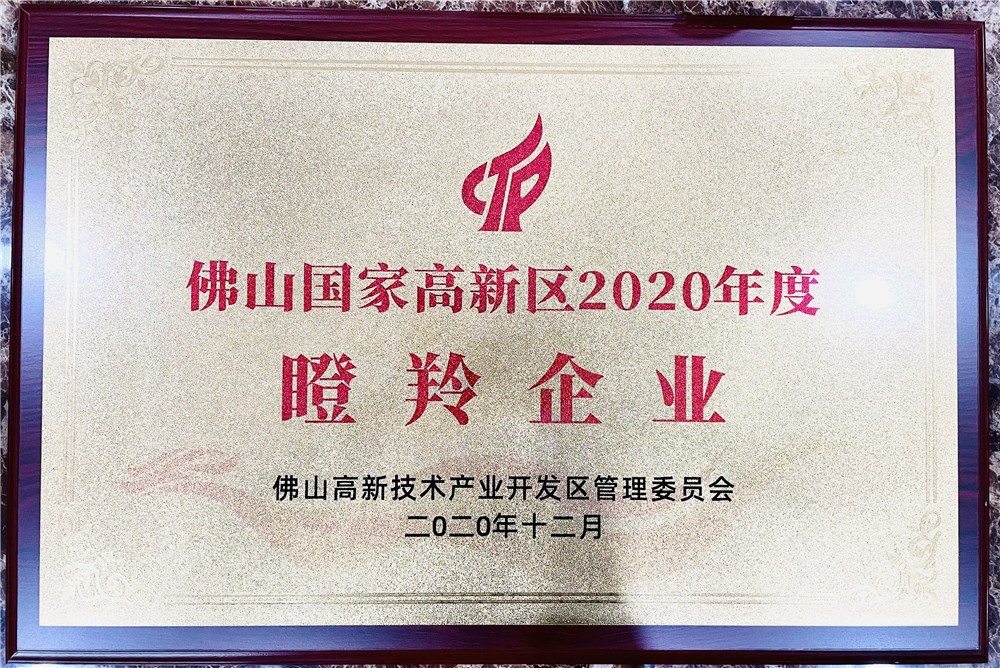 佛山国家高新区2020年度
瞪羚企业
佛山高新技术产业开发区管理委员会
二0二0年十二月